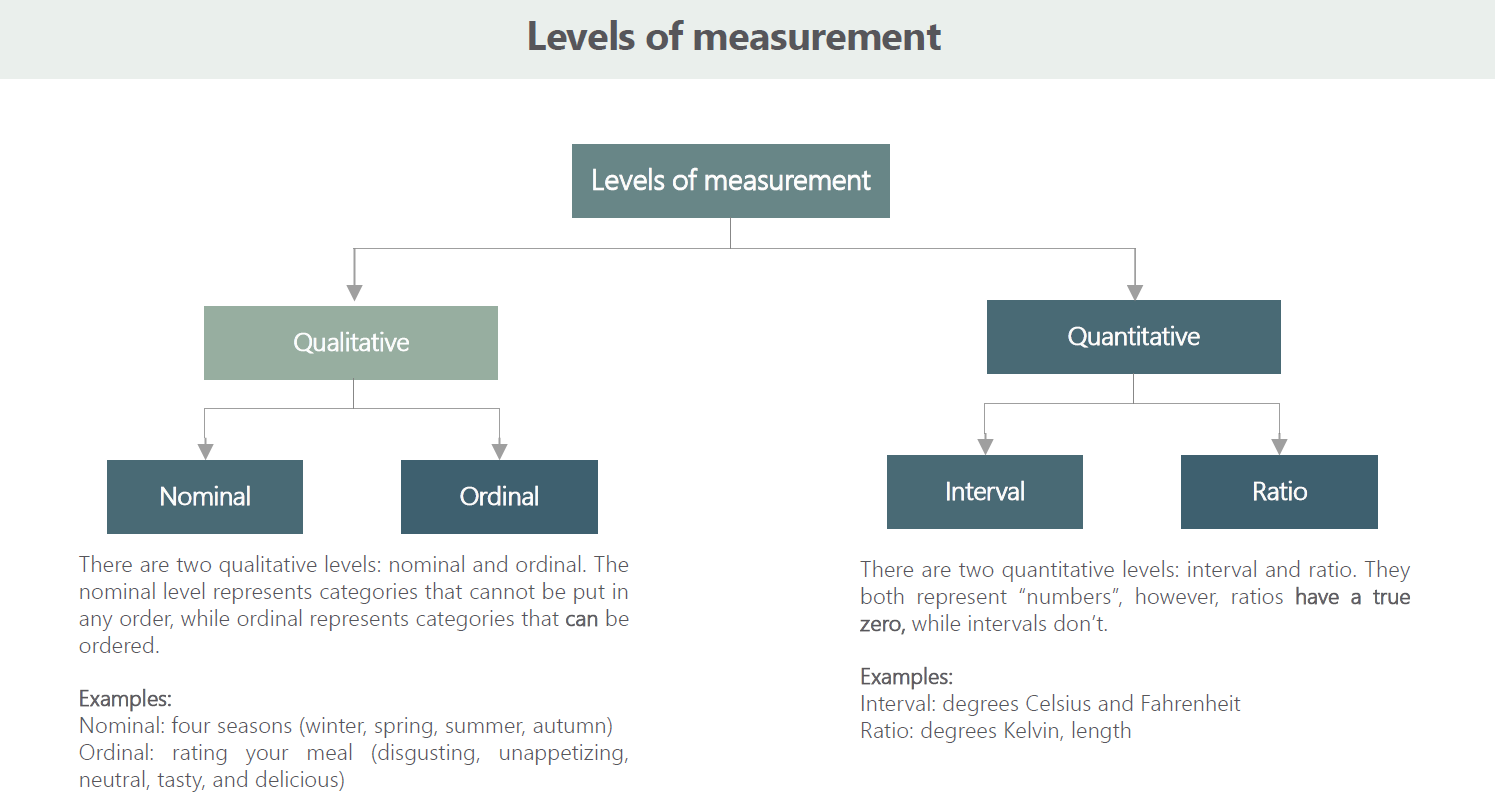 Levels of measurement
Levels of measurement
Qualitative
Quantitative
Nominal
Ordinal
Interval
Ratio
There are two qualitative levels: nominal and ordinal. The
nominal level represents categories that cannot be put in
any order, while ordinal represents categories that can be
ordered.
Examples:
Nominal: four seasons (winter, spring, summer, autumn)
Ordinal: rating your meal (disgusting, unappetizing,
neutral, tasty, and delicious)
There are two quantitative levels: interval and ratio. They
both represent “numbers”, however, ratios have a true
zero, while intervals don’t.
Examples:
Interval: degrees Celsius and Fahrenheit
Ratio: degrees Kelvin, length